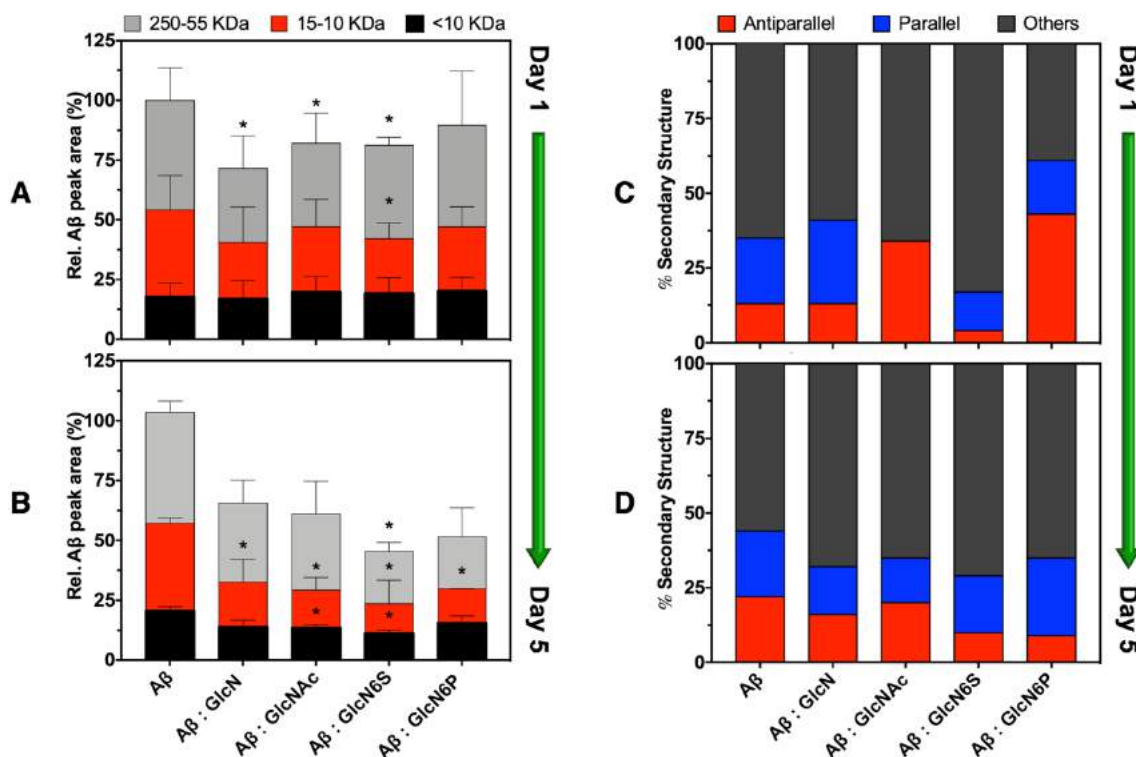 250-55 KDa 15-10 KDa <10 KDa
Antiparallel Parallel Others
A
Rel. Aβ peak area (%)
125
100
75
50
25
0
* * * *
C
% Secondary Structure
100
75
50
25
0
Day 1
Day 1
B
Rel. Aβ peak area (%)
125
100
75
50
25
0
* * * * * * *
D
% Secondary Structure
100
75
50
25
0
Day 5
Day 5
Aβ
Aβ : GlcN
Aβ : GlcNAc
Aβ : GlcN6S
Aβ : GlcN6P
Aβ
Aβ : GlcN
Aβ : GlcNAc
Aβ : GlcN6S
Aβ : GlcN6P